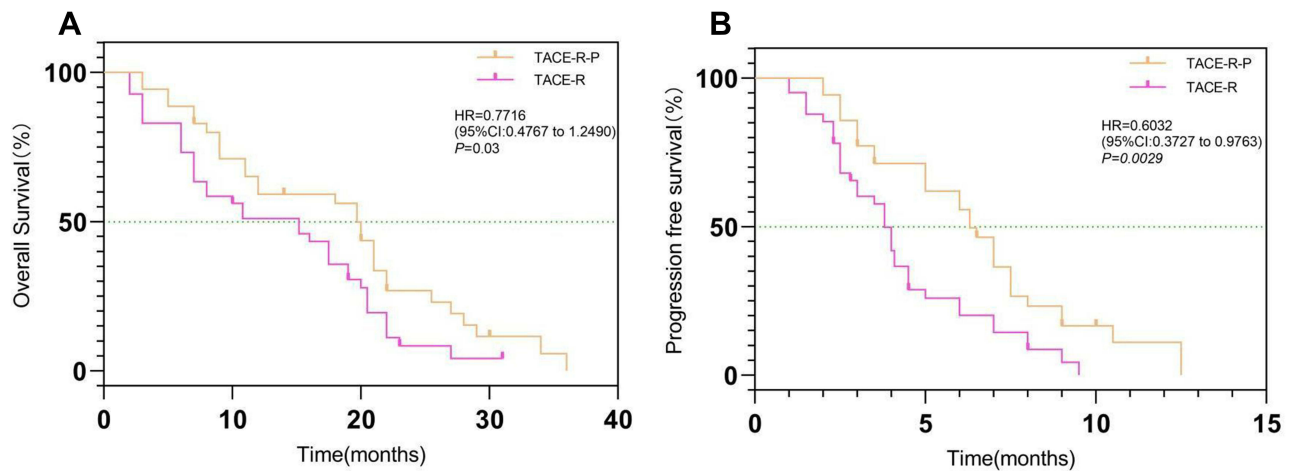 A
TACE-R-P
TACE-R
HR=0.7716
(95%CI:0.4767 to 1.2490)
P=0.03
Overall Survival(%)
100
50
0
0 10 20 30 40
Time(months)
B
TACE-R-P
TACE-R
HR=0.6032
(95%CI:0.3727 to 0.9763)
P=0.0029
Progression free survival(%)
100
50
0
0 5 10 15
Time(months)